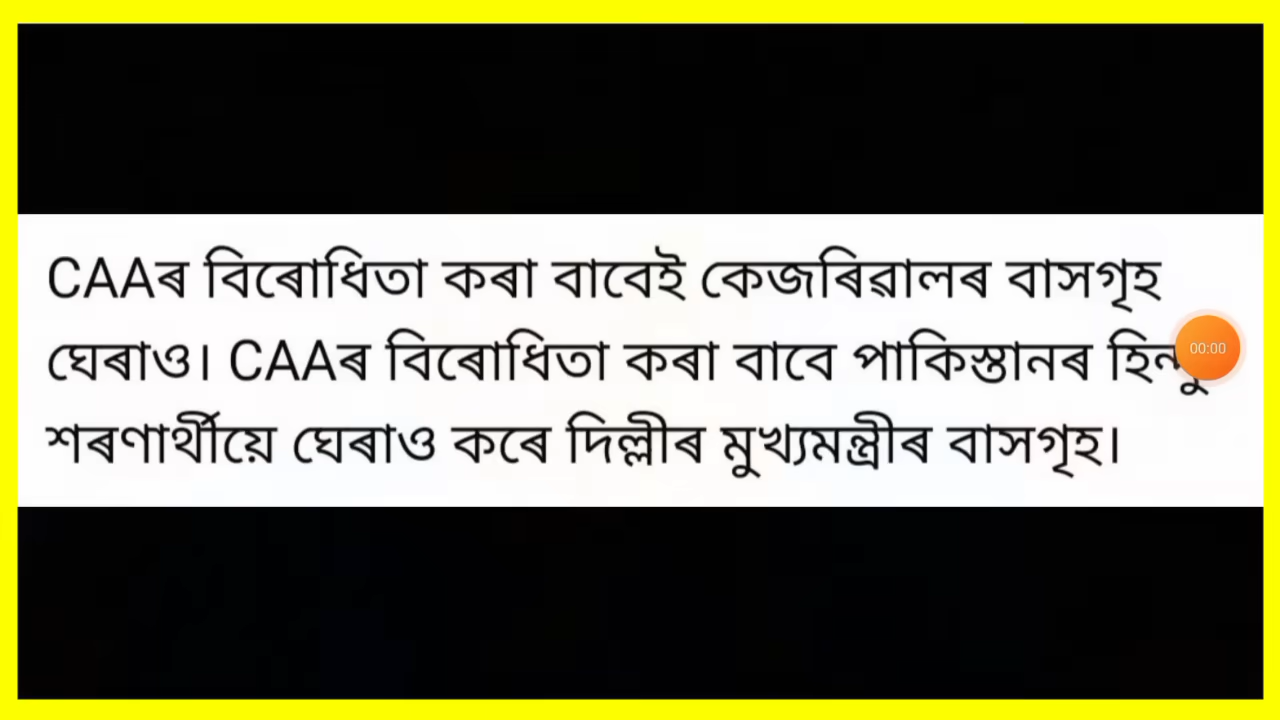 CAAৰ বিৰোধিতা কৰা বাবেই কেজৰিৱালৰ বাসগৃহ
ঘেৰাও। CAAৰ বিৰোধিতা কৰা বাবে পাকিস্তানৰ হিন্দু
00:00
শৰণাৰ্থীয়ে ঘেৰাও কৰে দিল্লীৰ মুখ্যমন্ত্ৰীৰ বাসগৃহ।